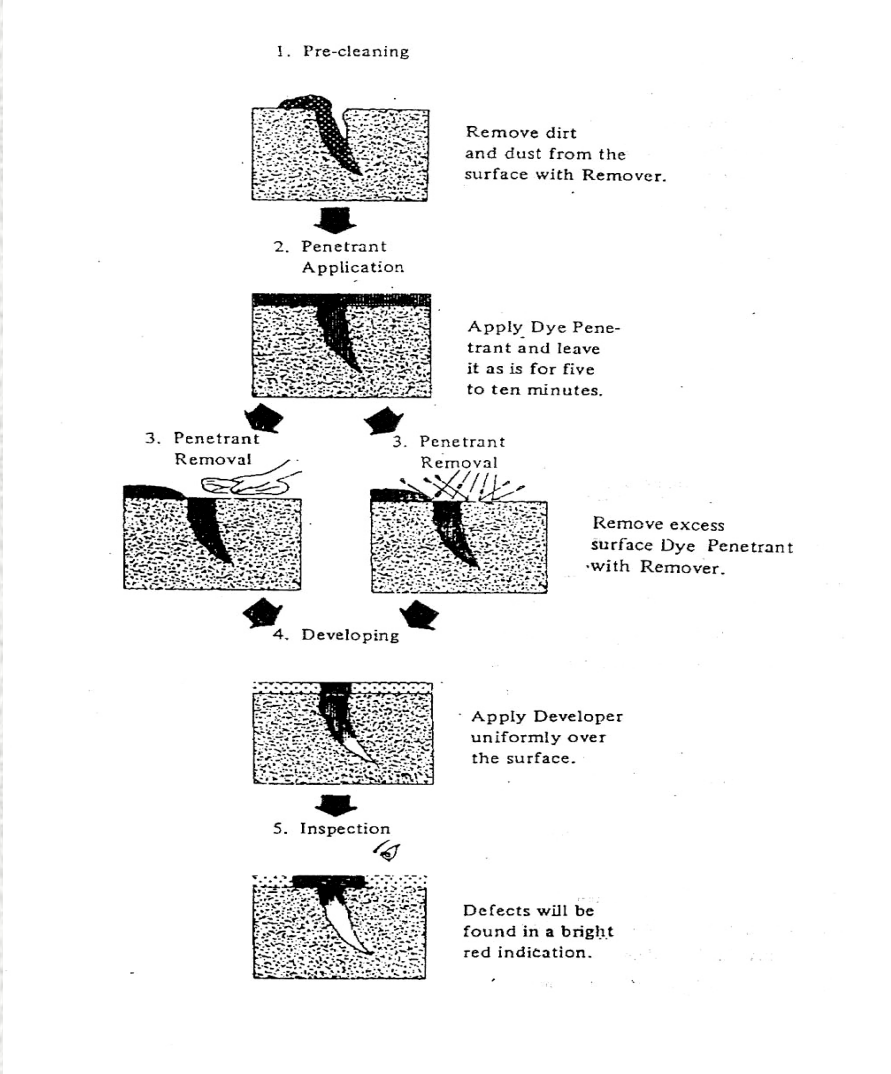 1. Pre-cleaning
Remove dirt
and dust from the
surface with Remover.
2. Penetrant
Application
Apply Dye Pene-
trant and leave
it as is for five
to ten minutes.
3. Penetrant
Removal
3. Penetrant
Removal
Remove excess
surface Dye Penetrant
with Remover.
4. Developing
Apply Developer
uniformly over
the surface.
5. Inspection
Defects will be
found in a bright
red indication.